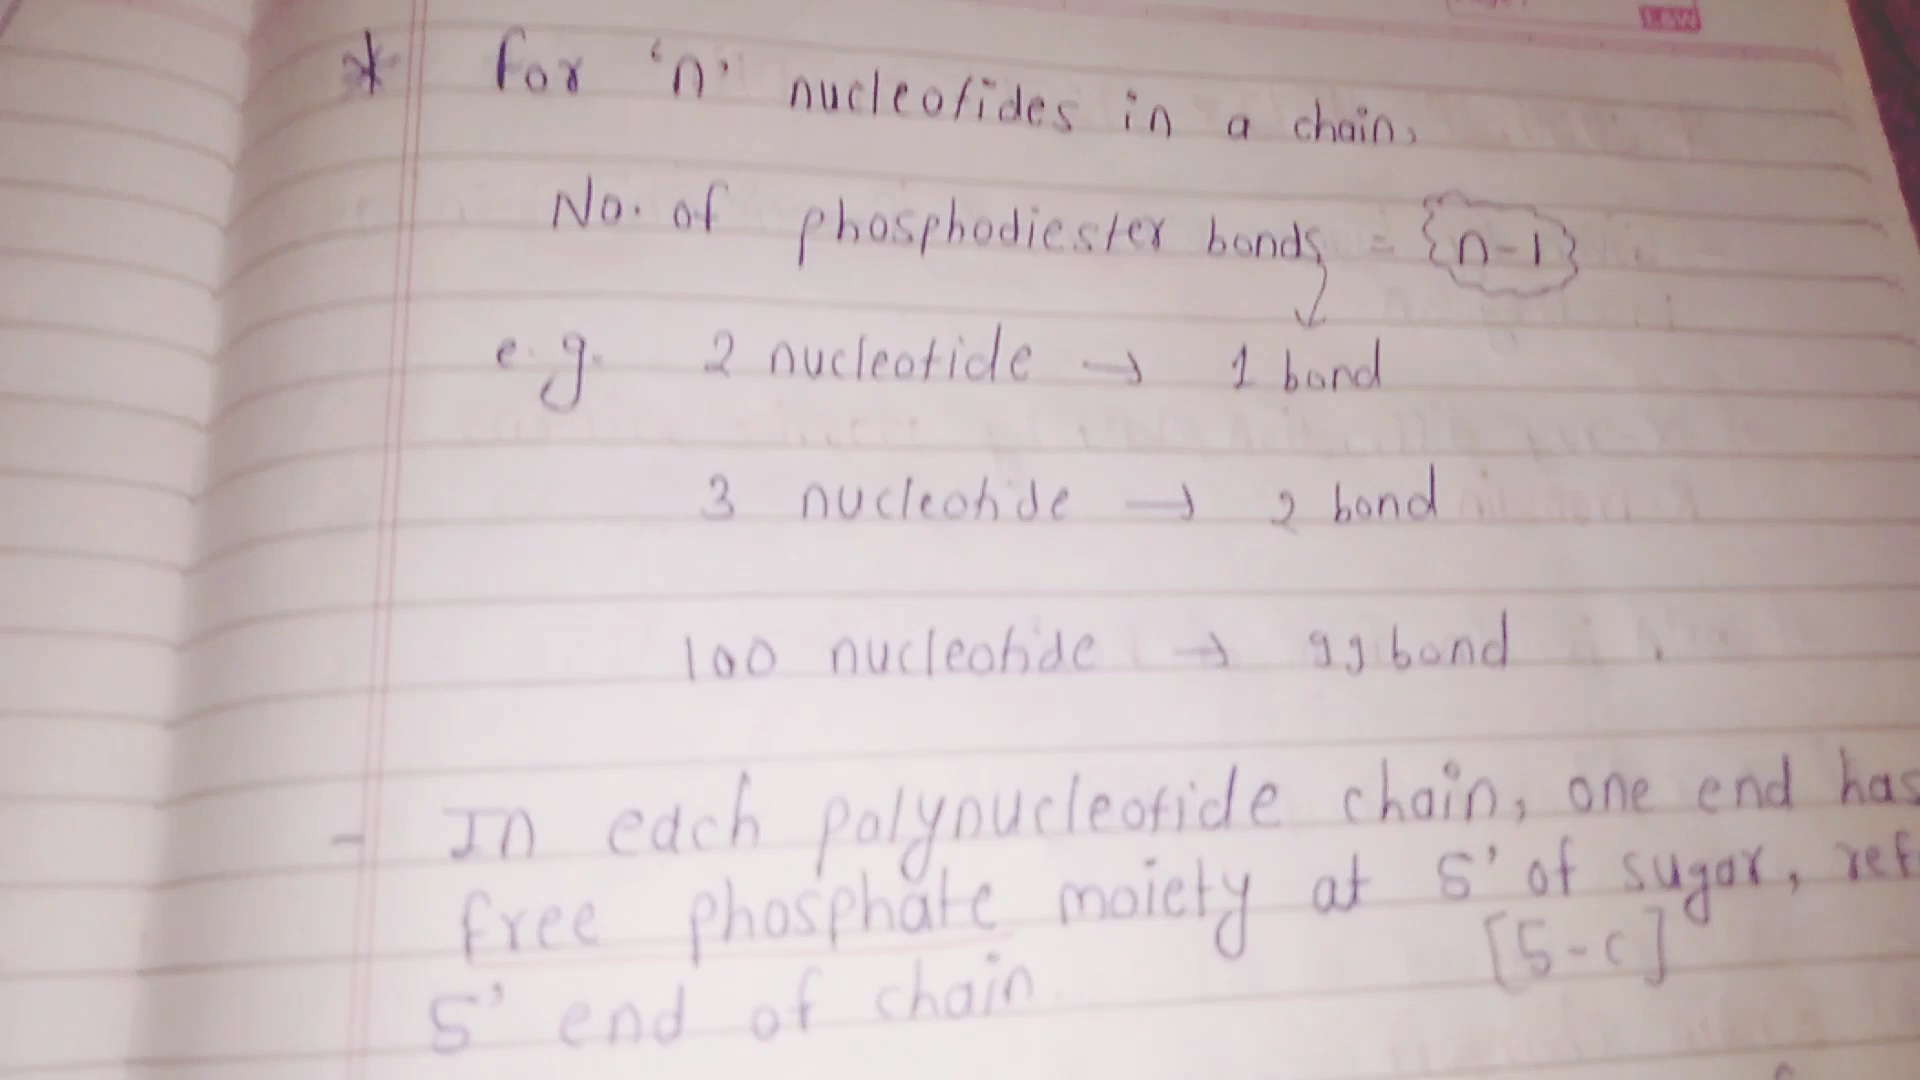 * For 'n' nucleotides in a chain,
No. of phosphodiester bonds = {n-1}
e.g. 2 nucleotide → 1 bond
3 nucleotide → 2 bond
100 nucleotide → 99 bond
- In each polynucleotide chain, one end has
free phosphate moiety at 5' of sugar, ref
[5-C]
5' end of chain